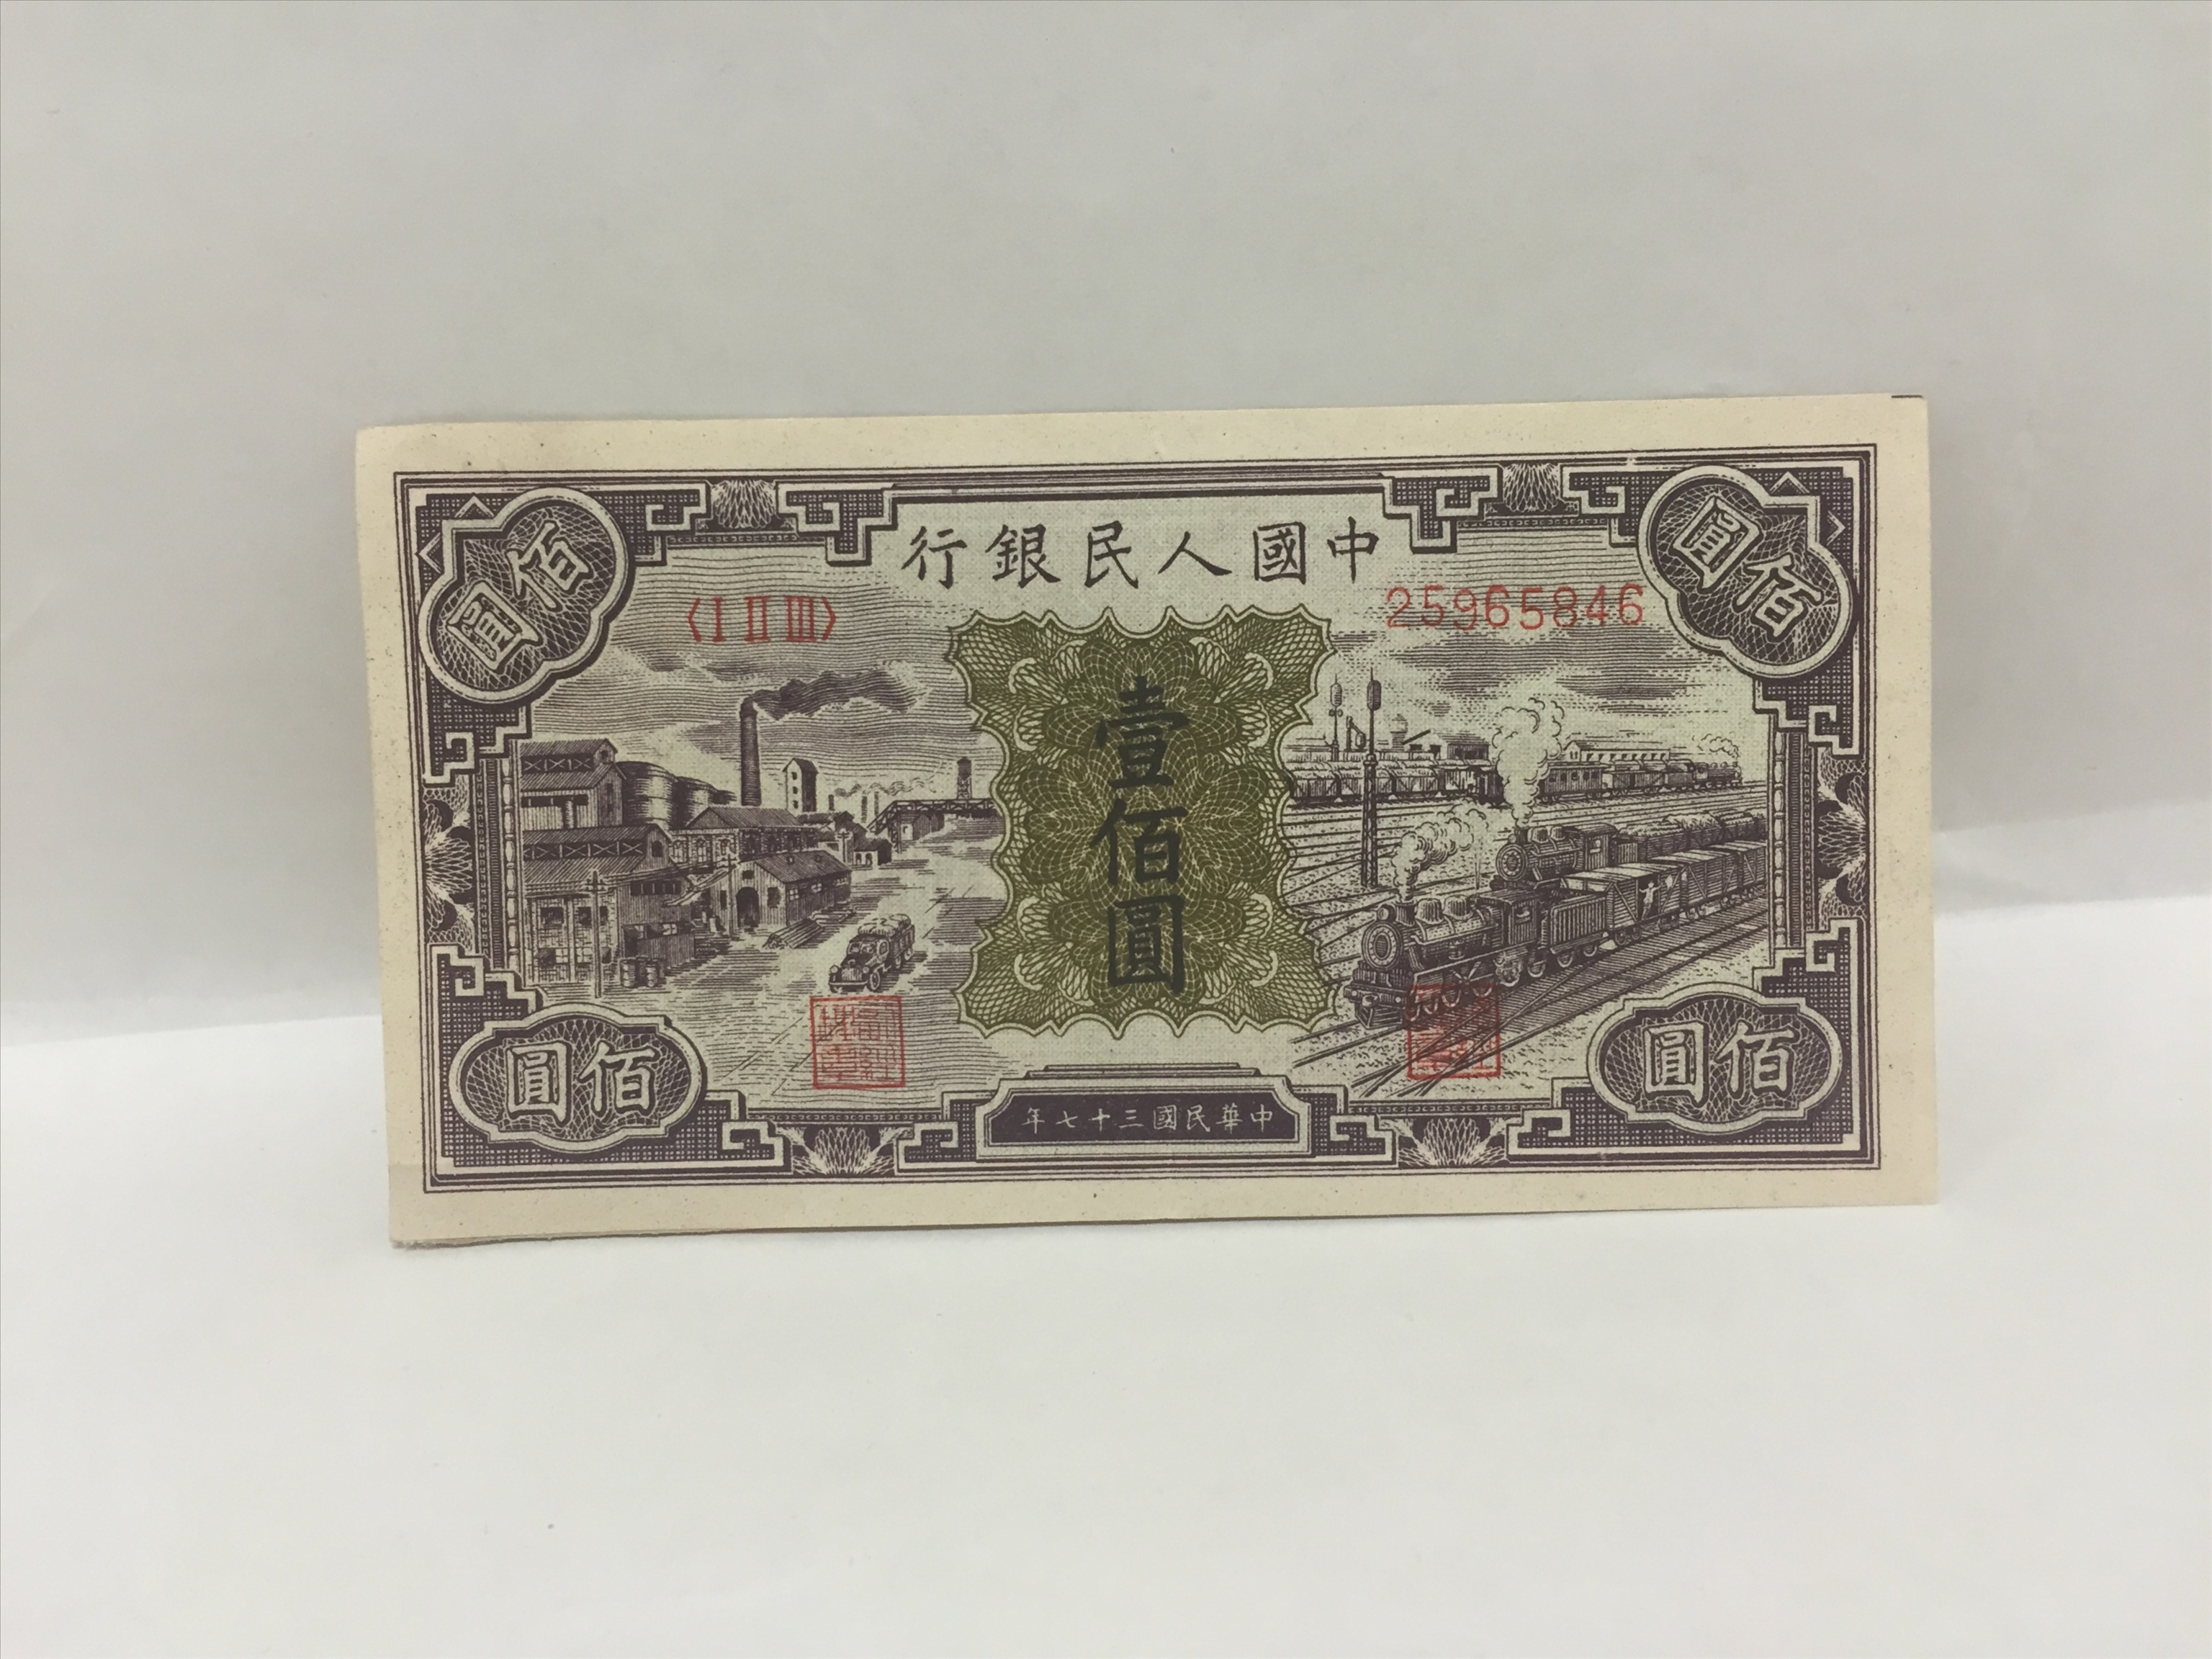 中國人民銀行
〈I II III〉
25965846
佰圓
佰圓
壹佰圓
佰圓
佰圓
中華民國三十七年